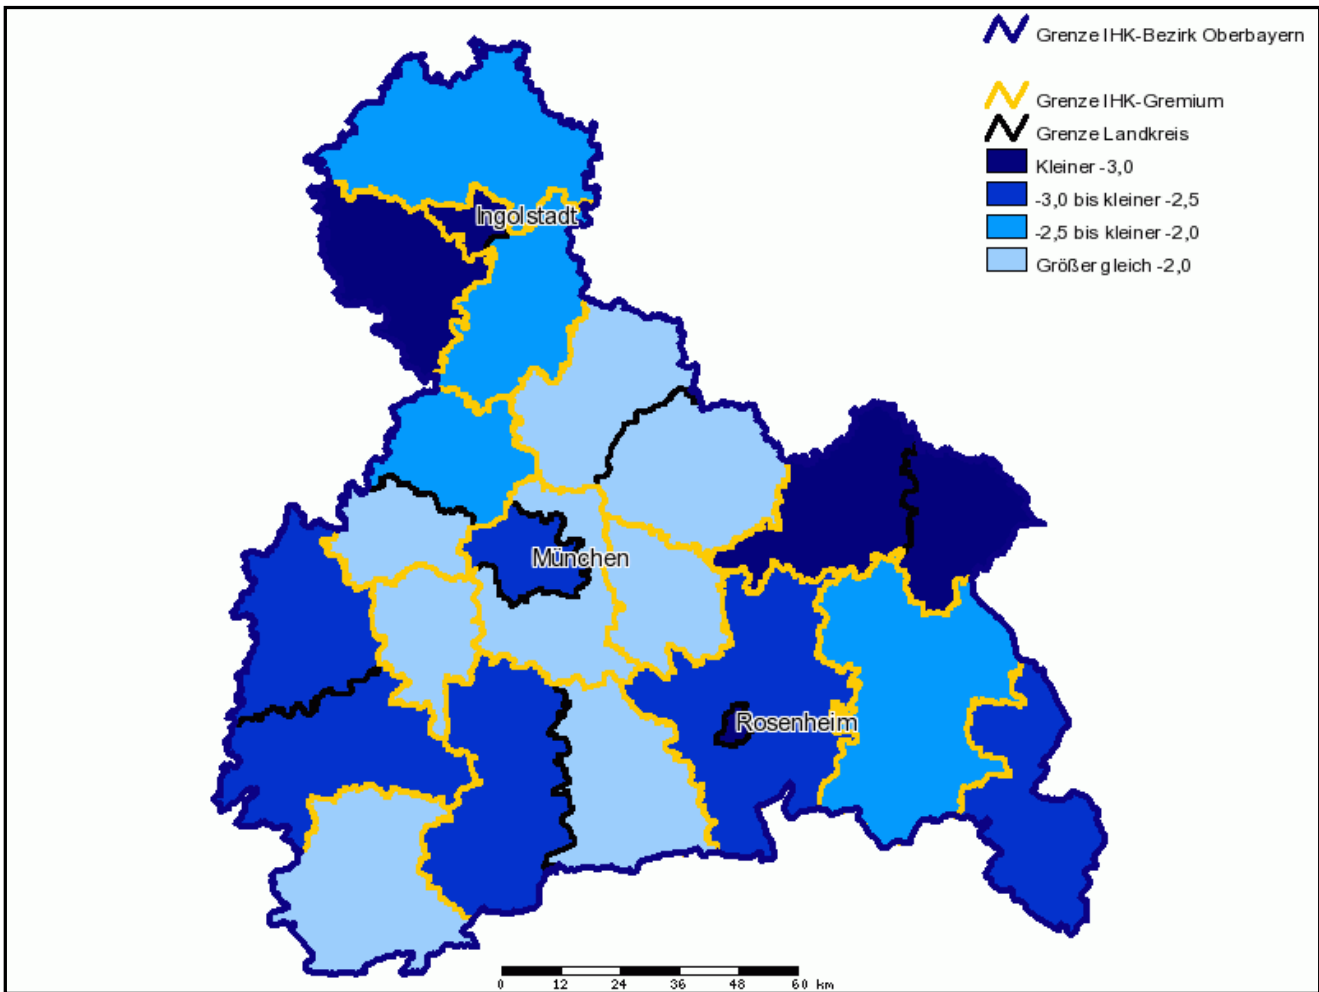 Grenze IHK-Bezirk Oberbayern
Grenze IHK-Gremium
Grenze Landkreis
Kleiner -3,0
-3,0 bis kleiner -2,5
-2,5 bis kleiner -2,0
Größer gleich -2,0
Ingolstadt
München
Rosenheim
0 12 24 36 48 60 km